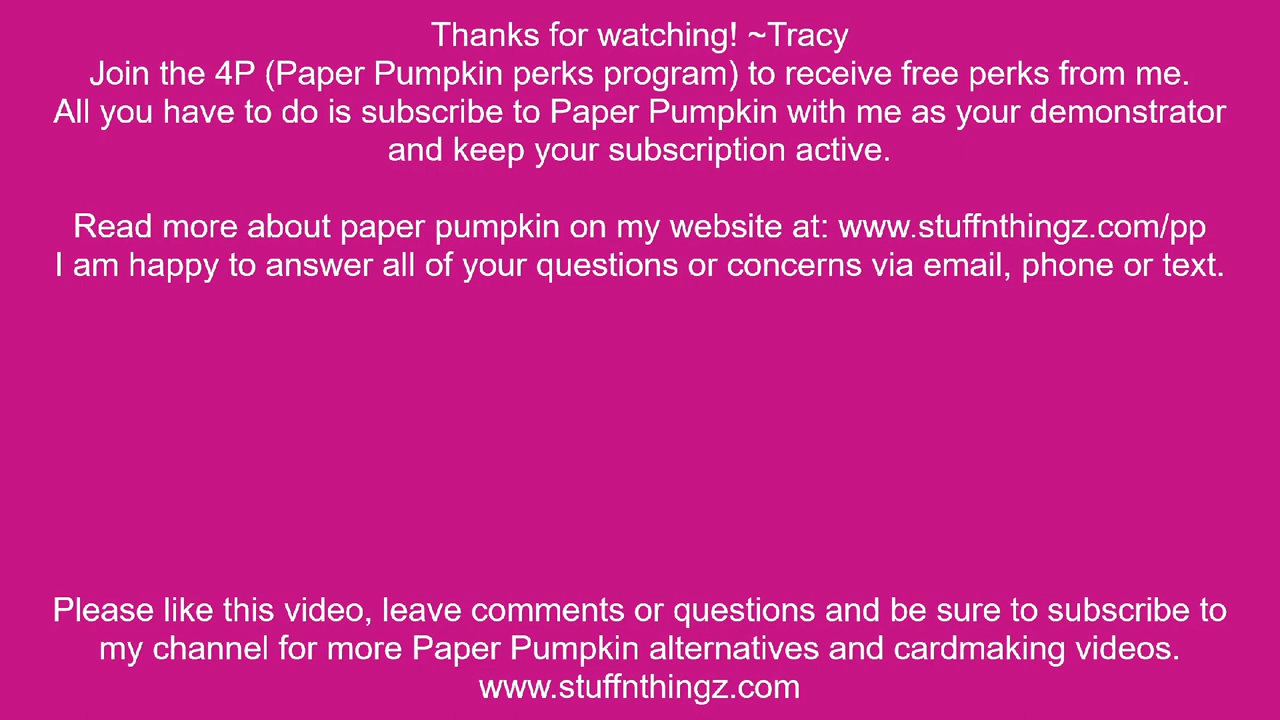 Thanks for watching! ~Tracy
Join the 4P (Paper Pumpkin perks program) to receive free perks from me.
All you have to do is subscribe to Paper Pumpkin with me as your demonstrator
and keep your subscription active.
Read more about paper pumpkin on my website at: www.stuffnthingz.com/pp
I am happy to answer all of your questions or concerns via email, phone or text.
Please like this video, leave comments or questions and be sure to subscribe to
my channel for more Paper Pumpkin alternatives and cardmaking videos.
www.stuffnthingz.com